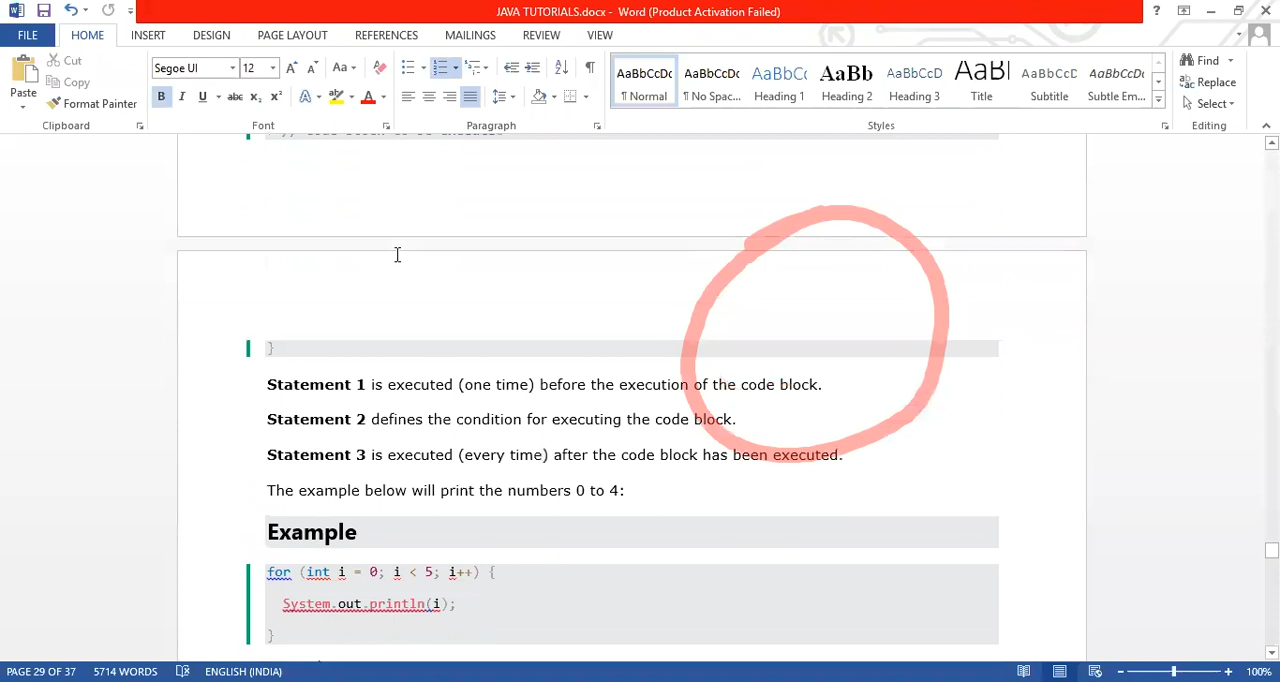 JAVA TUTORIALS.docx - Word (Product Activation Failed)
?
FILE HOME INSERT DESIGN PAGE LAYOUT REFERENCES MAILINGS REVIEW VIEW
Cut
Copy
Format Painter
Paste
Clipboard
Segoe UI 12
Font
Paragraph
AaBbCcDc AaBbCcDc AaBbCc AaBb AaBbCcD AaBl AaBbCcD AaBbCcDc
¶ Normal ¶ No Spac... Heading 1 Heading 2 Heading 3 Title Subtitle Subtle Em...
Styles
Find
Replace
Select
Editing
}
Statement 1 is executed (one time) before the execution of the code block.
Statement 2 defines the condition for executing the code block.
Statement 3 is executed (every time) after the code block has been executed.
The example below will print the numbers 0 to 4:
Example
for (int i = 0; i < 5; i++) {
System.out.println(i);
}
PAGE 29 OF 37 5714 WORDS ENGLISH (INDIA) 100%